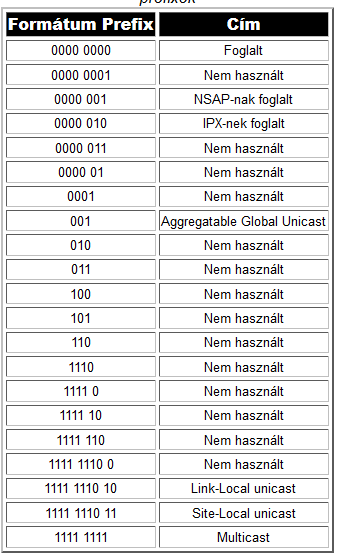 prefixek
Formátum Prefix Cím
0000 0000 Foglalt
0000 0001 Nem használt
0000 001 NSAP-nak foglalt
0000 010 IPX-nek foglalt
0000 011 Nem használt
0000 01 Nem használt
0001 Nem használt
001 Aggregatable Global Unicast
010 Nem használt
011 Nem használt
100 Nem használt
101 Nem használt
110 Nem használt
1110 Nem használt
1111 0 Nem használt
1111 10 Nem használt
1111 110 Nem használt
1111 1110 0 Nem használt
1111 1110 10 Link-Local unicast
1111 1110 11 Site-Local unicast
1111 1111 Multicast